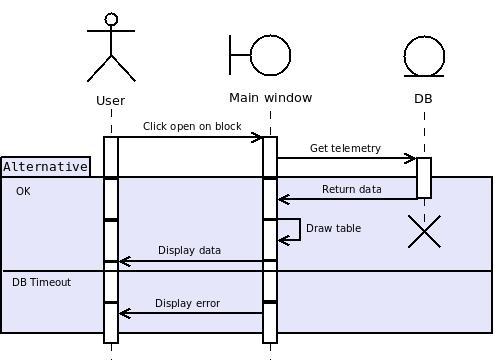 User
Main window
DB
Click open on block
Get telemetry
Alternative
OK
Return data
Draw table
Display data
DB Timeout
Display error